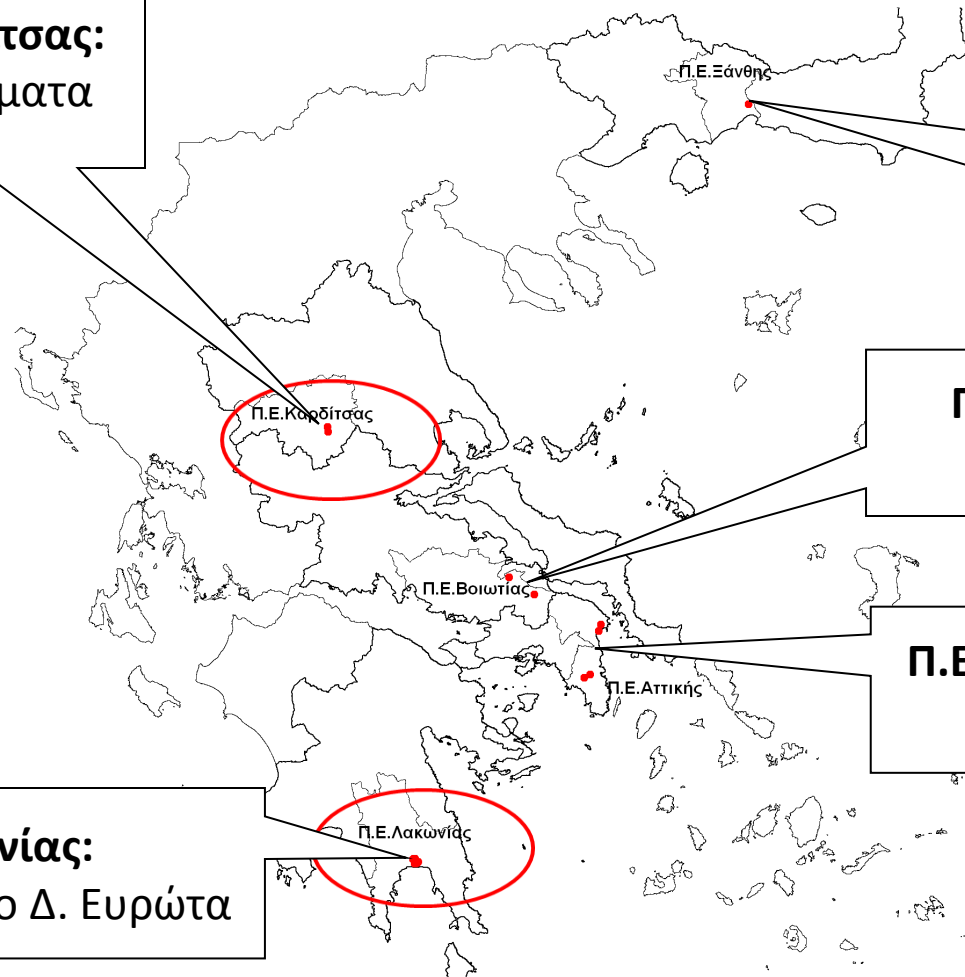 τσας:
ματα
Π.Ε.Ξάνθης
Π.Ε.Καρδίτσας
Π
Π.Ε.Βοιωτίας
Π.Ε
Π.Ε.Αττικής
Π.Ε.Λακωνίας
νίας:
ο Δ. Ευρώτα